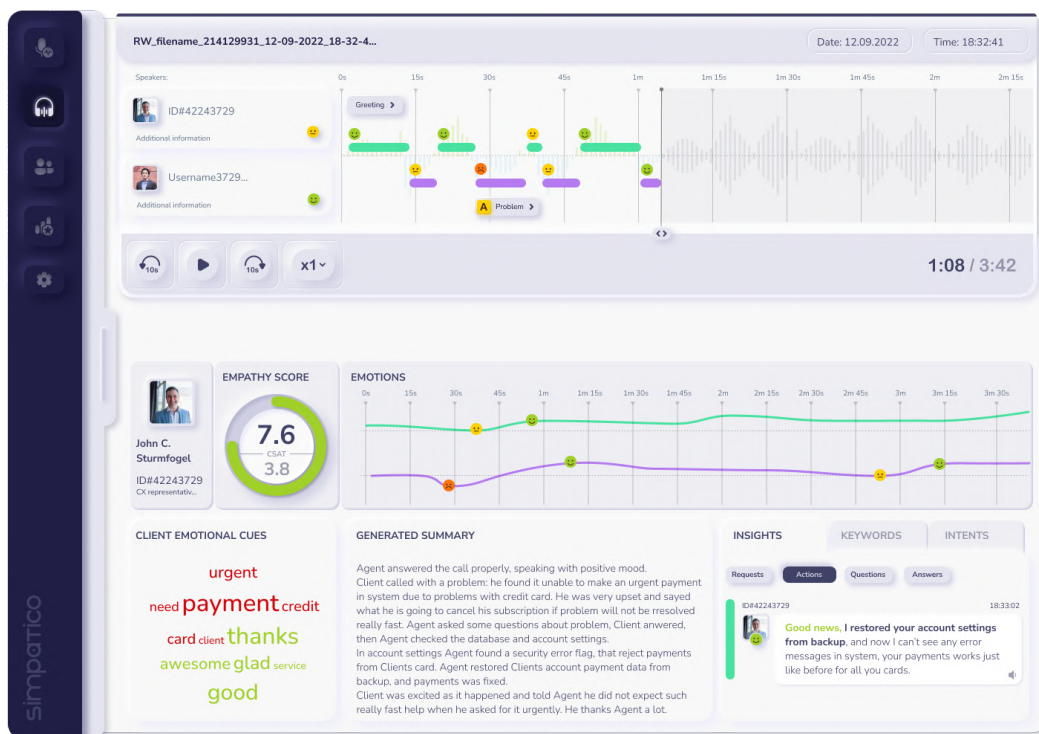 RW_filename_214129931_12-09-2022_18-32-4...
Date: 12.09.2022
Time: 18:32:41
Speakers:
0s 15s 30s 45s 1m 1m 15s 1m 30s 1m 45s 2m 2m 15s
ID#42243729
Additional information
Greeting
Username3729...
Additional information
A Problem
10s
10s
x1
1:08 / 3:42
John C.
Sturmfogel
ID#42243729
CX representativ...
EMPATHY SCORE
7.6
CSAT
3.8
EMOTIONS
0s 15s 30s 45s 1m 1m 15s 1m 30s 1m 45s 2m 2m 15s 2m 30s 2m 45s 3m 3m 15s 3m 30s
CLIENT EMOTIONAL CUES
urgent
need payment credit
card client thanks
awesome glad service
good
GENERATED SUMMARY
Agent answered the call properly, speaking with positive mood.
Client called with a problem: he found it unable to make an urgent payment
in system due to problems with credit card. He was very upset and sayed
what he is going to cancel his subscription if problem will not be rresolved
really fast. Agent asked some questions about problem, Client anwered,
then Agent checked the database and account settings.
In account settings Agent found a security error flag, that reject payments
from Clients card. Agent restored Clients account payment data from
backup, and payments was fixed.
Client was excited as it happened and told Agent he did not expect such
really fast help when he asked for it urgently. He thanks Agent a lot.
INSIGHTS
KEYWORDS
INTENTS
Requests
Actions
Questions
Answers
ID#42243729
18:33:02
Good news, I restored your account settings
from backup, and now I can't see any error
messages in system, your payments works just
like before for all you cards.
simpatico